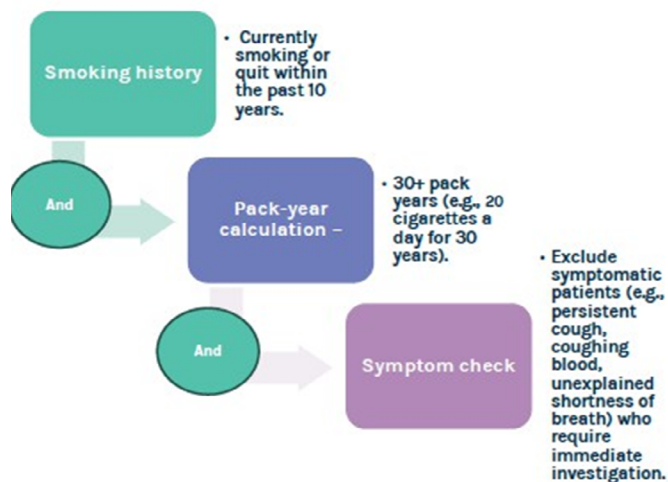 Smoking history
• Currently
smoking or
quit within
the past 10
years.
And
Pack-year
calculation –
• 30+ pack
years (e.g., 20
cigarettes a
day for 30
years).
And
Symptom check
• Exclude
symptomatic
patients (e.g.,
persistent
cough,
coughing
blood,
unexplained
shortness of
breath) who
require
immediate
investigation.